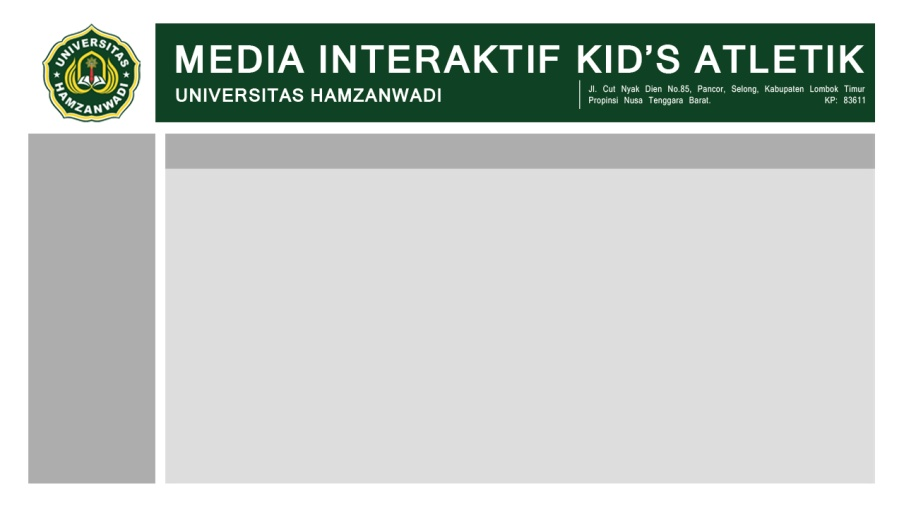 UNIVERSITAS
HAMZANWADI
MEDIA INTERAKTIF KID'S ATLETIK
UNIVERSITAS HAMZANWADI
Jl. Cut Nyak Dien No.85, Pancor, Selong, Kabupaten Lombok Timur
Propinsi Nusa Tenggara Barat. KP: 83611